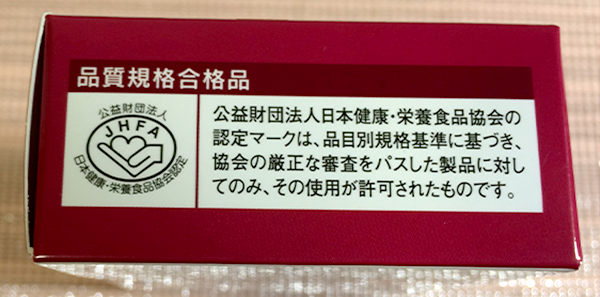 品質規格合格品
公益財団法人
JHFA
日本健康・栄養食品協会認定
公益財団法人日本健康・栄養食品協会の
認定マークは、品目別規格基準に基づき、
協会の厳正な審査をパスした製品に対し
てのみ、その使用が許可されたものです。